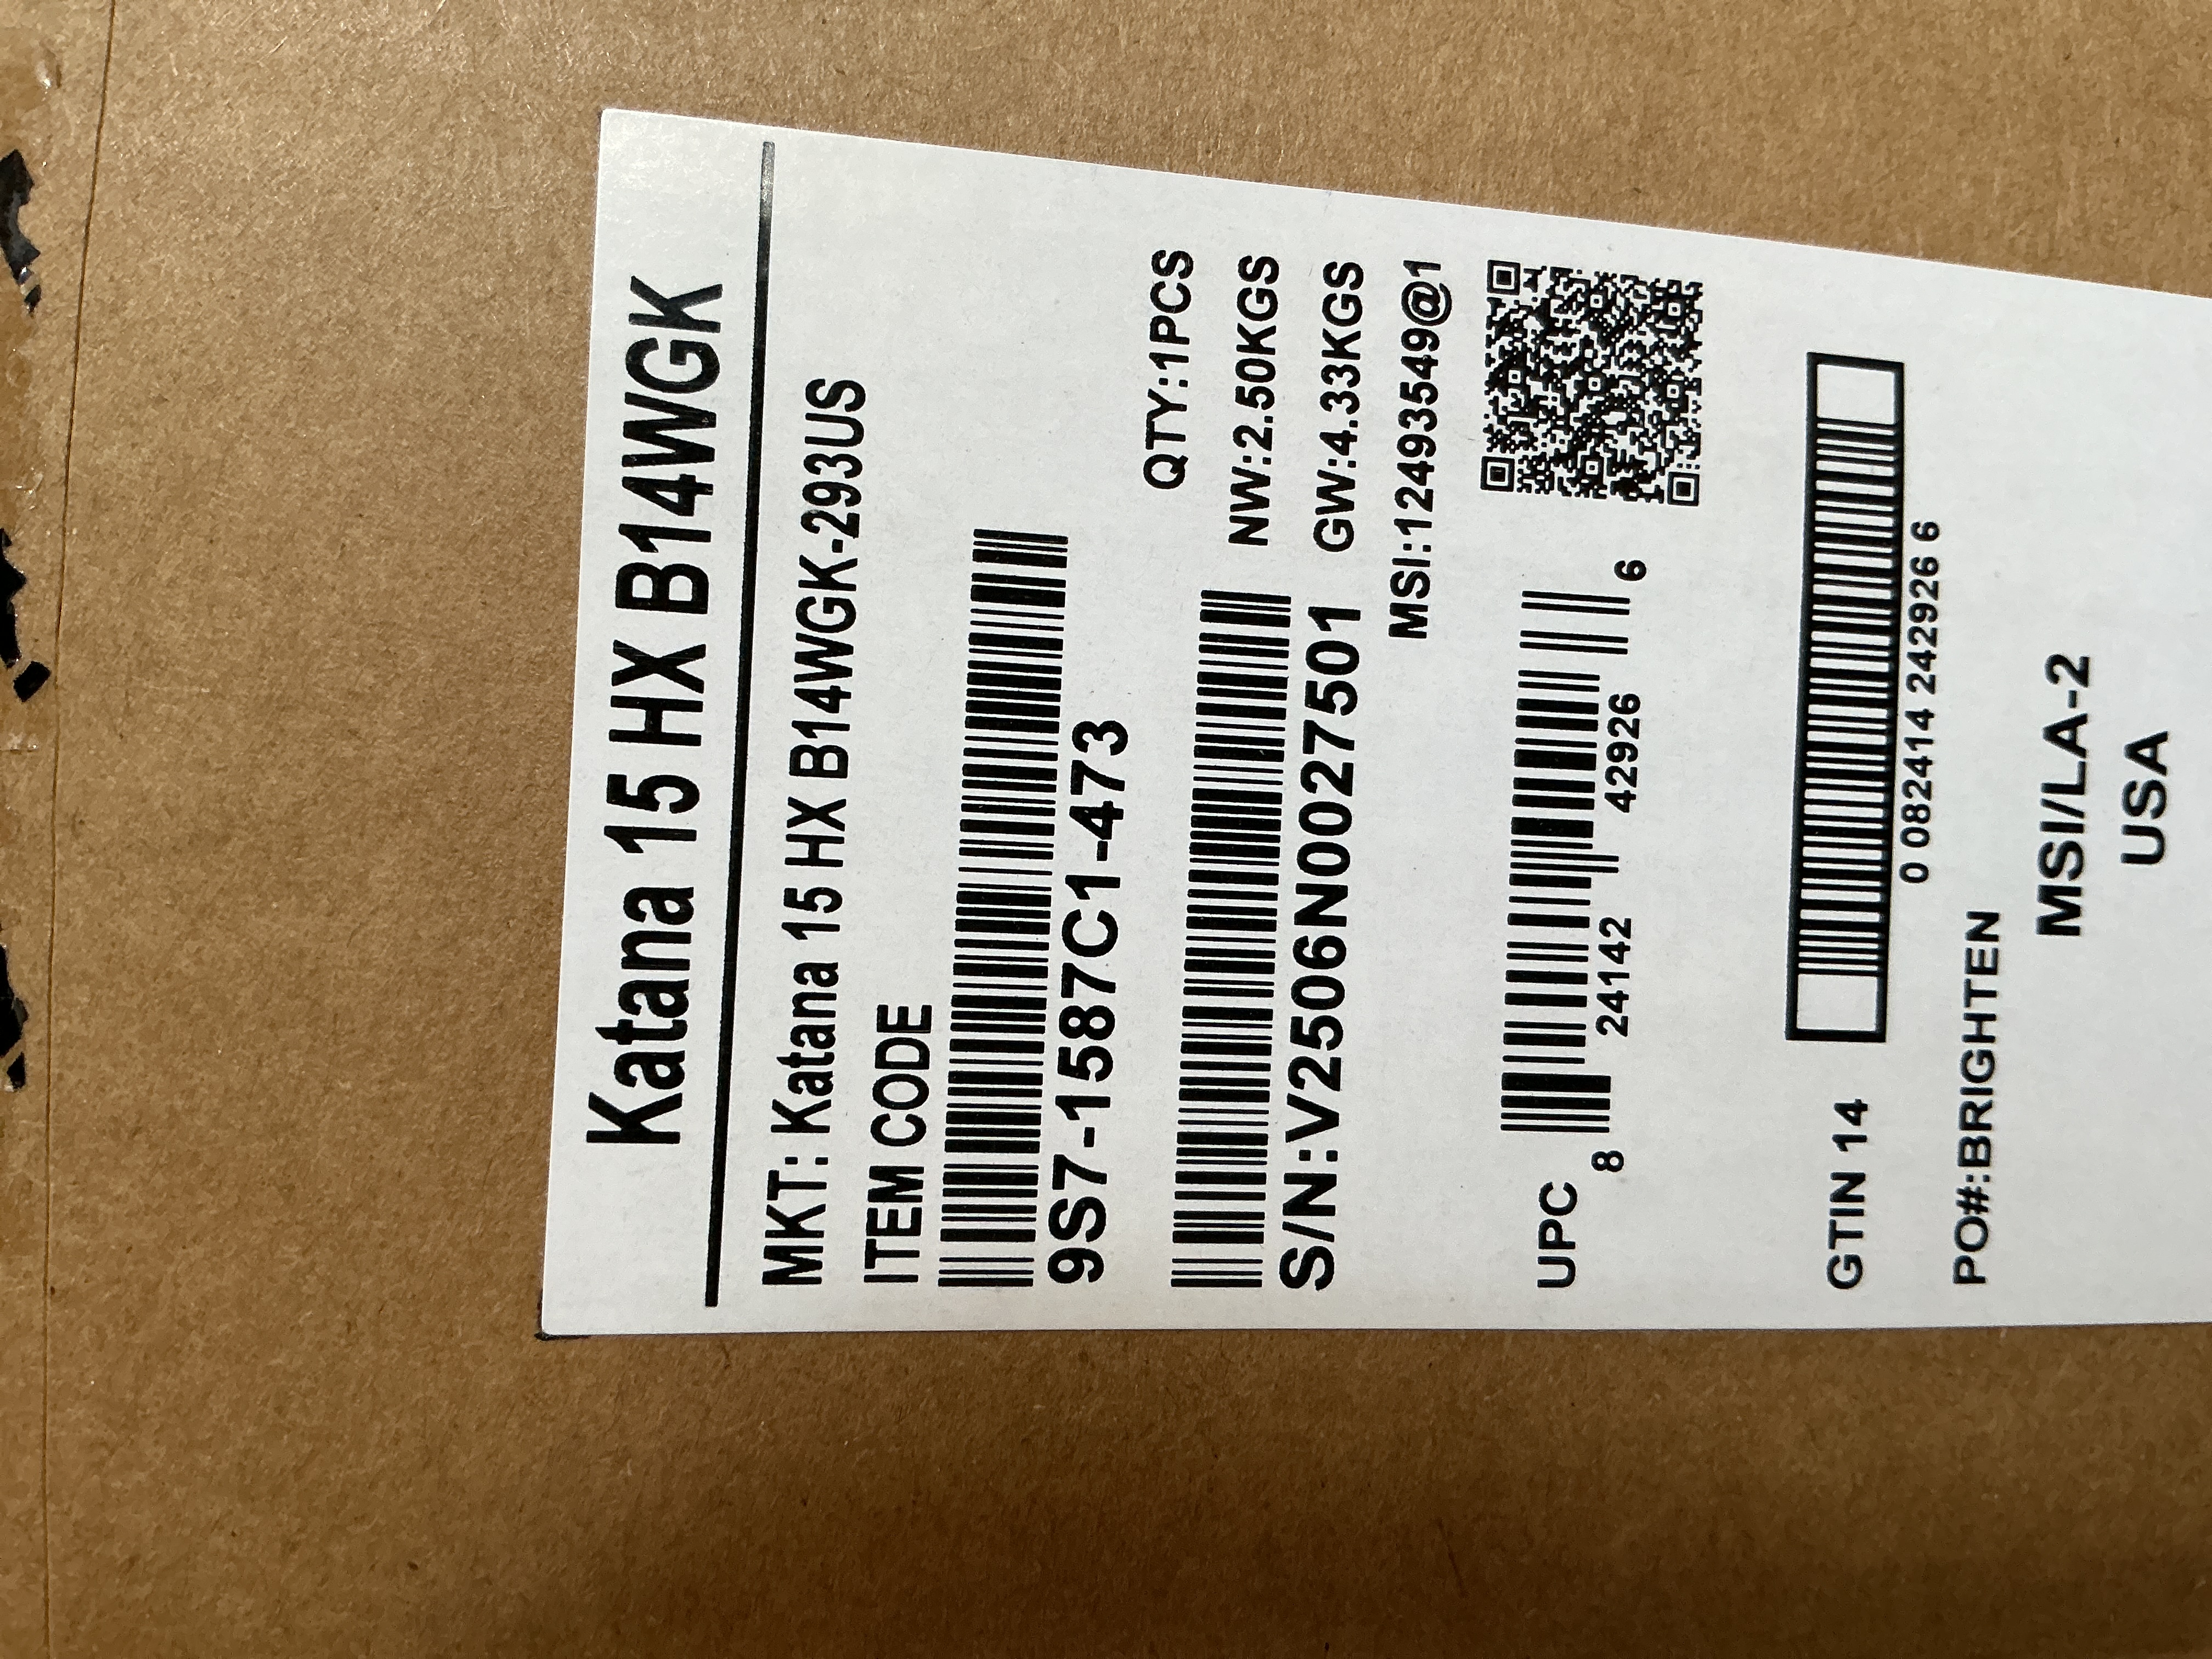 Katana 15 HX B14WGK
MKT: Katana 15 HX B14WGK-293US
ITEM CODE
9S7-1587C1-473
QTY:1PCS
NW:2.50KGS
S/N:V2506N0027501
GW:4.33KGS
MSI:12493549@1
UPC
8 24142 42926 6
GTIN 14
0 082414 242926 6
PO#:BRIGHTEN
MSI/LA-2
USA